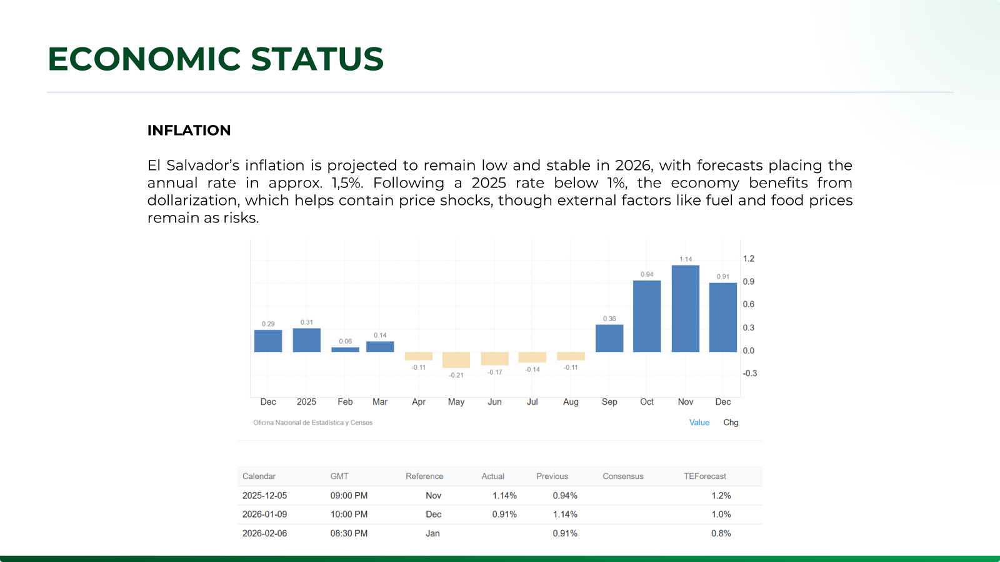 ECONOMIC STATUS
INFLATION
El Salvador’s inflation is projected to remain low and stable in 2026, with forecasts placing the
annual rate in approx. 1,5%. Following a 2025 rate below 1%, the economy benefits from
dollarization, which helps contain price shocks, though external factors like fuel and food prices
remain as risks.
1.14
0.94
0.91
0.36
0.29
0.31
0.06
0.14
-0.11
-0.21
-0.17
-0.14
-0.11
1.2
0.9
0.6
0.3
0.0
-0.3
Dec 2025 Feb Mar Apr May Jun Jul Aug Sep Oct Nov Dec
Oficina Nacional de Estadística y Censos Value Chg
Calendar GMT Reference Actual Previous Consensus TEForecast
2025-12-05 09:00 PM Nov 1.14% 0.94% 1.2%
2026-01-09 10:00 PM Dec 0.91% 1.14% 1.0%
2026-02-06 08:30 PM Jan 0.91% 0.8%